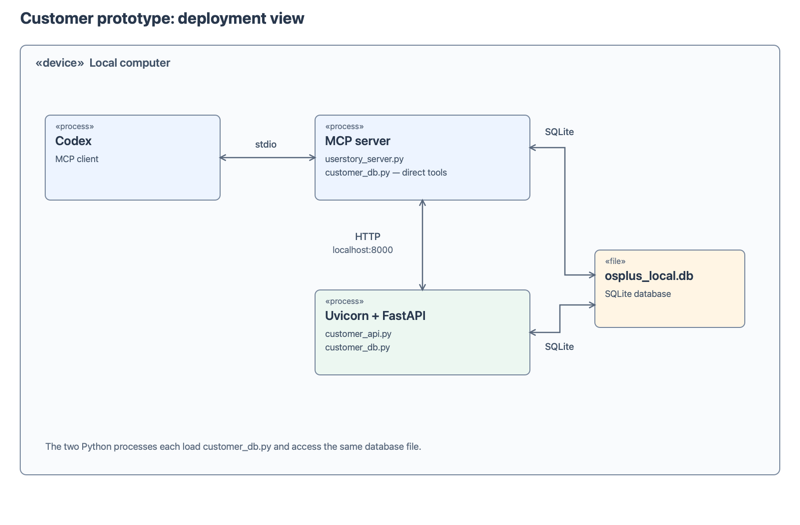 Customer prototype: deployment view
«device» Local computer
«process»
Codex
MCP client
stdio
«process»
MCP server
userstory_server.py
customer_db.py — direct tools
SQLite
HTTP
localhost:8000
«file»
osplus_local.db
SQLite database
«process»
Uvicorn + FastAPI
customer_api.py
customer_db.py
SQLite
The two Python processes each load customer_db.py and access the same database file.